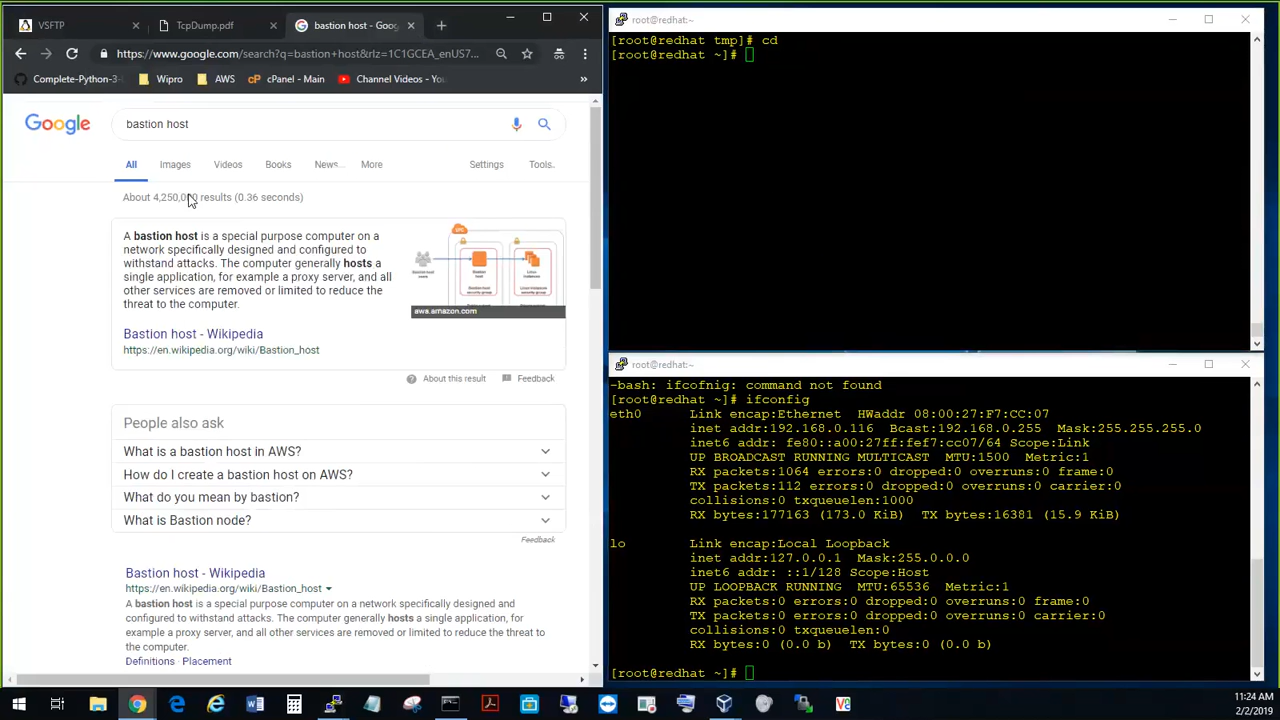 VSFTP
TcpDump.pdf
bastion host - Goog
https://www.google.com/search?q=bastion+host&rlz=1C1GCEA_enUS7
Complete-Python-3-
Wipro
AWS
cPanel - Main
Channel Videos - You
»
Google
bastion host
All
Images
Videos
Books
News
More
Settings
Tools
About 4,250,000 results (0.36 seconds)
A bastion host is a special purpose computer on a
network specifically designed and configured to
withstand attacks. The computer generally hosts a
single application, for example a proxy server, and all
other services are removed or limited to reduce the
threat to the computer.
aws.amazon.com
Bastion host - Wikipedia
https://en.wikipedia.org/wiki/Bastion_host
About this result
Feedback
People also ask
What is a bastion host in AWS?
How do I create a bastion host on AWS?
What do you mean by bastion?
What is Bastion node?
Feedback
Bastion host - Wikipedia
https://en.wikipedia.org/wiki/Bastion_host
A bastion host is a special purpose computer on a network specifically designed and
configured to withstand attacks. The computer generally hosts a single application, for
example a proxy server, and all other services are removed or limited to reduce the threat to
the computer.
Definitions · Placement
root@redhat:~
[root@redhat tmp]# cd
[root@redhat ~]#
root@redhat:~
-bash: ifcofnig: command not found
[root@redhat ~]# ifconfig
eth0 Link encap:Ethernet HWaddr 08:00:27:F7:CC:07
inet addr:192.168.0.116 Bcast:192.168.0.255 Mask:255.255.255.0
inet6 addr: fe80::a00:27ff:fef7:cc07/64 Scope:Link
UP BROADCAST RUNNING MULTICAST MTU:1500 Metric:1
RX packets:1064 errors:0 dropped:0 overruns:0 frame:0
TX packets:112 errors:0 dropped:0 overruns:0 carrier:0
collisions:0 txqueuelen:1000
RX bytes:177163 (173.0 KiB) TX bytes:16381 (15.9 KiB)
lo Link encap:Local Loopback
inet addr:127.0.0.1 Mask:255.0.0.0
inet6 addr: ::1/128 Scope:Host
UP LOOPBACK RUNNING MTU:65536 Metric:1
RX packets:0 errors:0 dropped:0 overruns:0 frame:0
TX packets:0 errors:0 dropped:0 overruns:0 carrier:0
collisions:0 txqueuelen:0
RX bytes:0 (0.0 b) TX bytes:0 (0.0 b)
[root@redhat ~]#
11:24 AM
2/2/2019